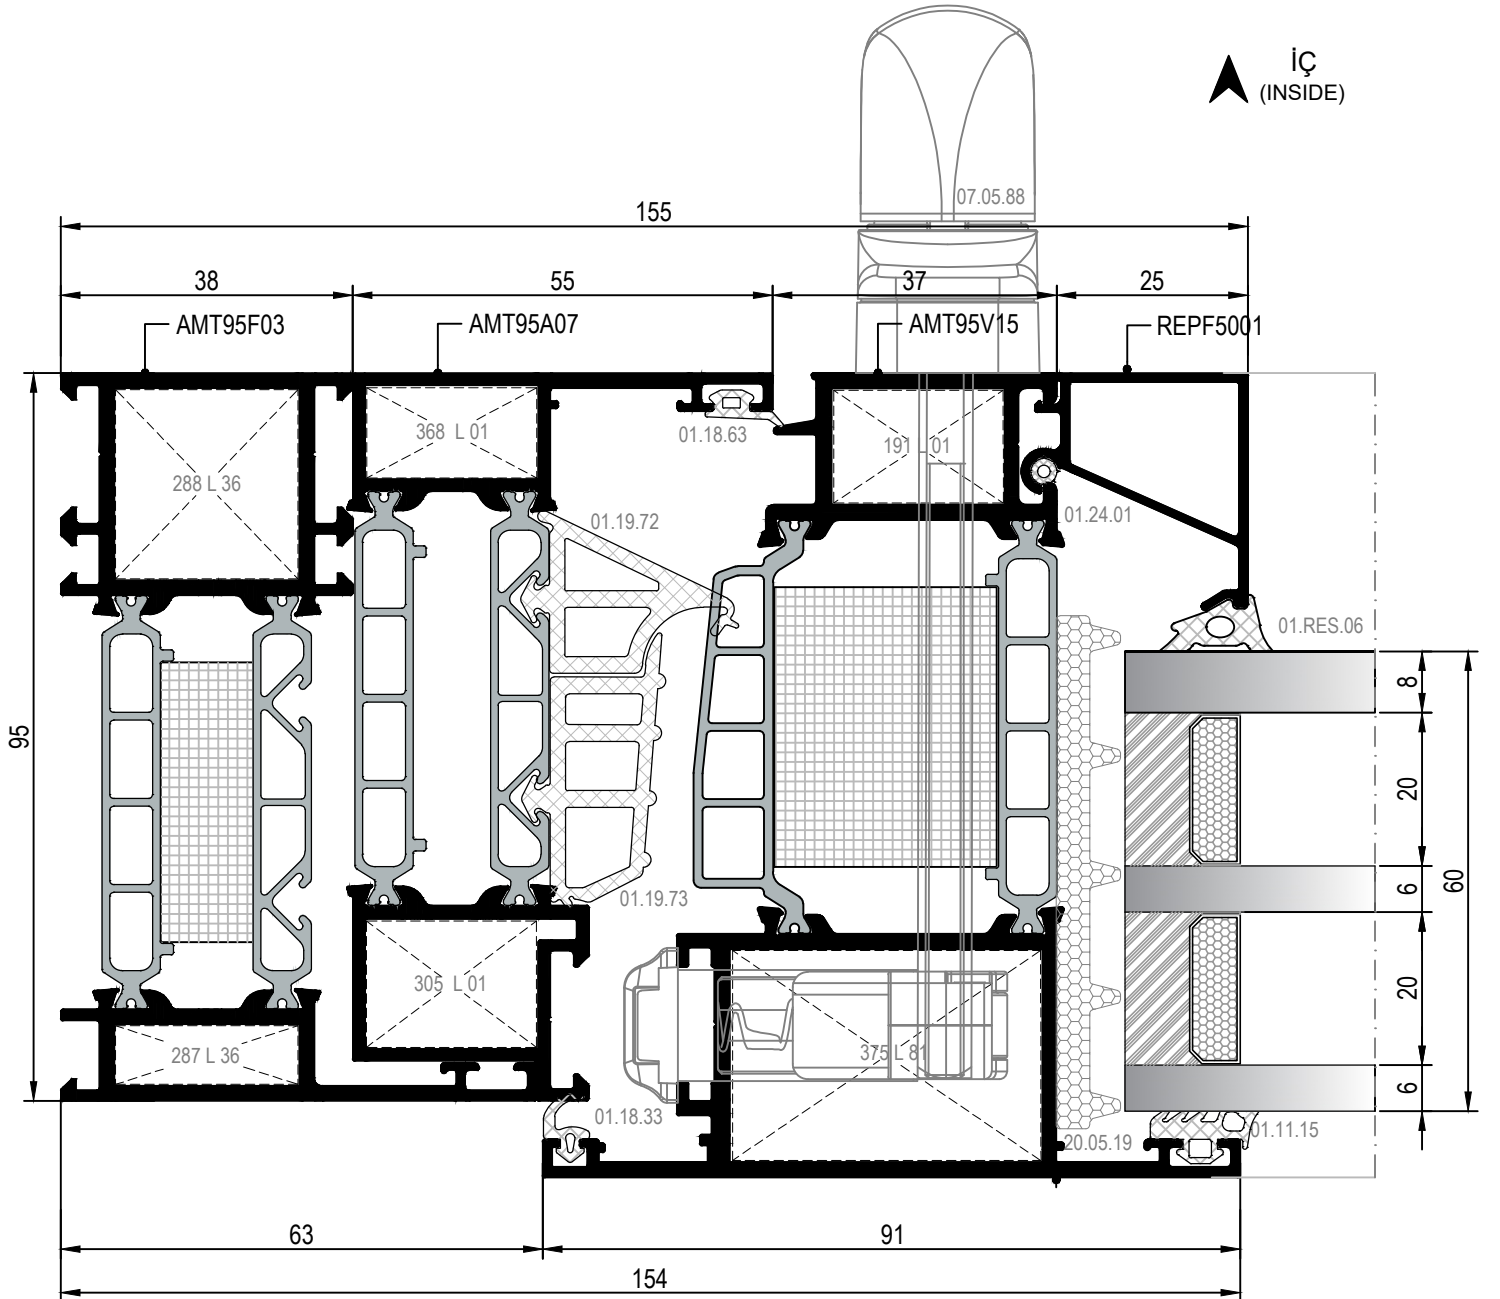 İÇ
(INSIDE)
07.05.88
155
38
55
37
25
AMT95F03
AMT95A07
AMT95V15
REPF5001
368 L 01
01.18.63
191 L 01
288 L 36
01.19.72
01.24.01
01.RES.06
8
95
20
6
60
01.19.73
305 L 01
20
287 L 36
375 L 81
6
01.18.33
20.05.19
01.11.15
63
91
154